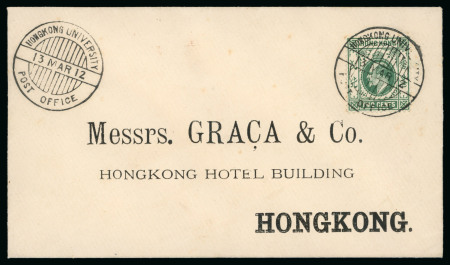 HONGKONG UNIVERSITY
13 MAR 12
POST OFFICE
HONGKONG
Messrs. GRAÇA & Co.
HONGKONG HOTEL BUILDING
HONGKONG.